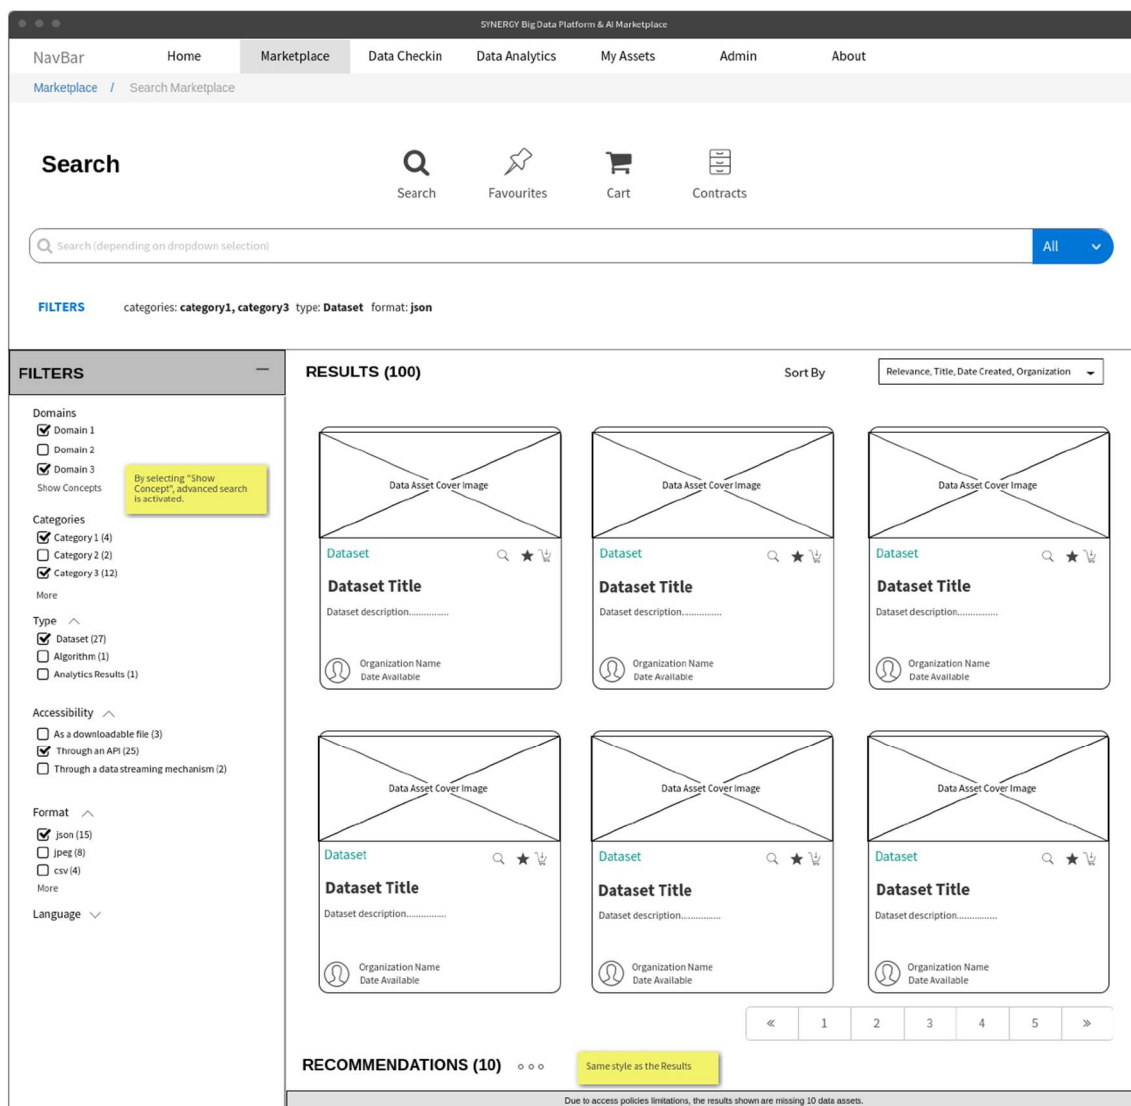 SYNERGY Big Data Platform & AI Marketplace
NavBar Home Marketplace Data Checkin Data Analytics My Assets Admin About
Marketplace / Search Marketplace
Search
Search Favourites Cart Contracts
Search (depending on dropdown selection) All
FILTERS categories: category1, category3 type: Dataset format: json
FILTERS
Domains
Domain 1
Domain 2
Domain 3
Show Concepts
By selecting "Show
Concept", advanced search
is activated.
Categories
Category 1 (4)
Category 2 (2)
Category 3 (12)
More
Type
Dataset (27)
Algorithm (1)
Analytics Results (1)
Accessibility
As a downloadable file (3)
Through an API (25)
Through a data streaming mechanism (2)
Format
json (15)
jpeg (8)
csv (4)
More
Language
RESULTS (100) Sort By Relevance, Title, Date Created, Organization
Data Asset Cover Image
Dataset
Dataset Title
Dataset description................
Organization Name
Date Available
Data Asset Cover Image
Dataset
Dataset Title
Dataset description................
Organization Name
Date Available
Data Asset Cover Image
Dataset
Dataset Title
Dataset description................
Organization Name
Date Available
Data Asset Cover Image
Dataset
Dataset Title
Dataset description................
Organization Name
Date Available
Data Asset Cover Image
Dataset
Dataset Title
Dataset description................
Organization Name
Date Available
Data Asset Cover Image
Dataset
Dataset Title
Dataset description................
Organization Name
Date Available
« 1 2 3 4 5 »
RECOMMENDATIONS (10)
Same style as the Results
Due to access policies limitations, the results shown are missing 10 data assets.